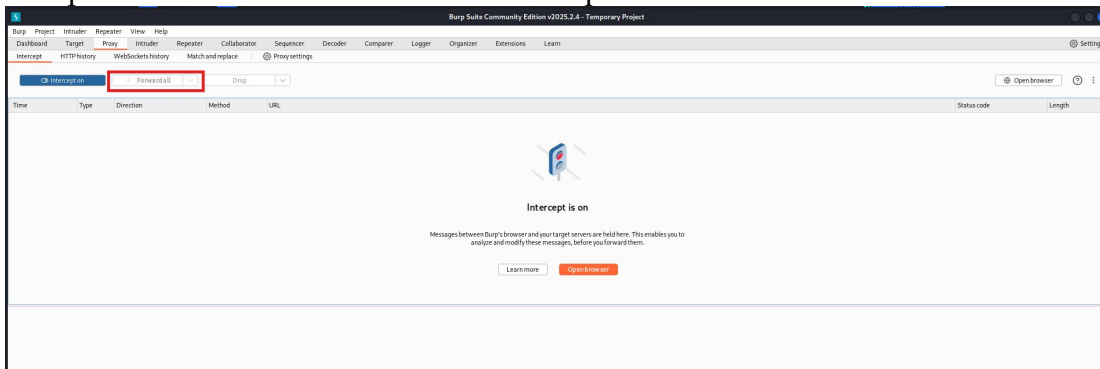 Burp Suite Community Edition v2025.2.4 - Temporary Project
Burp Project Intruder Repeater View Help
Dashboard Target Proxy Intruder Repeater Collaborator Sequencer Decoder Comparer Logger Organizer Extensions Learn Setting
Intercept HTTP history WebSockets history Match and replace Proxy settings
Intercept on Forward all Drop Open browser
Time Type Direction Method URL Status code Length
Intercept is on
Messages between Burp's browser and your target servers are held here. This enables you to
analyze and modify these messages, before you forward them.
Learn more Open browser